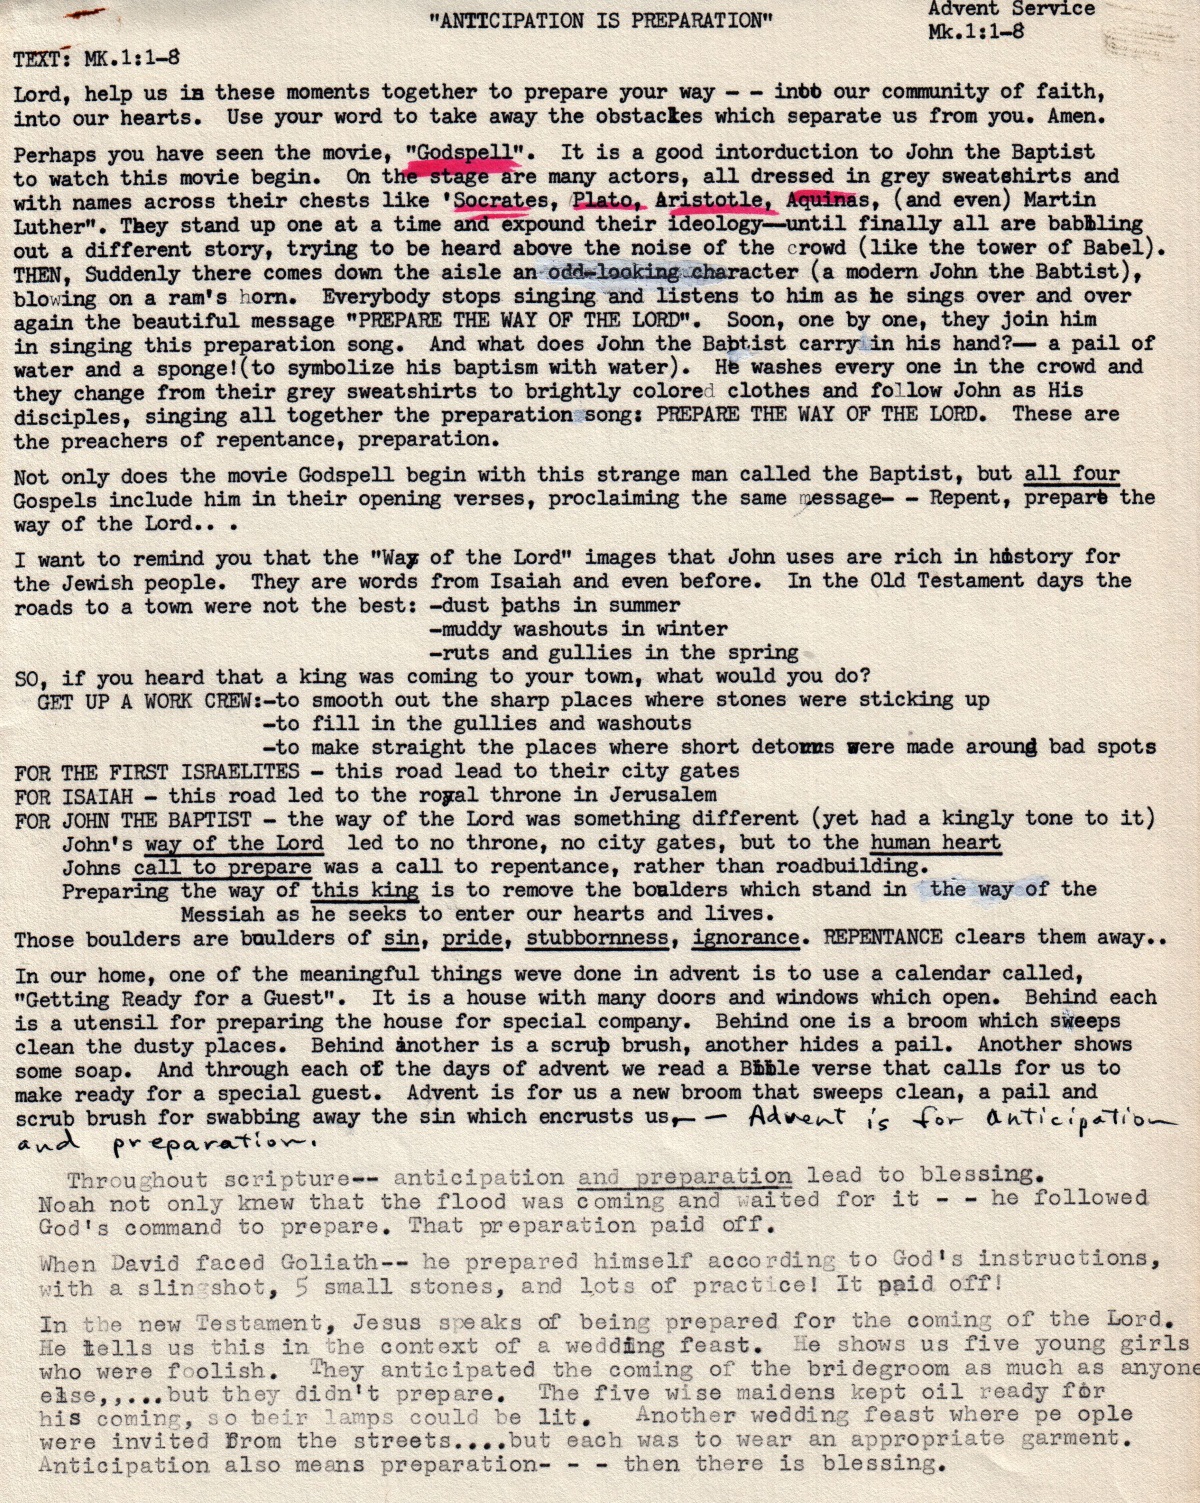 "ANTICIPATION IS PREPARATION"
Advent Service
Mk.1:1-8
TEXT: MK.1:1-8
Lord, help us in these moments together to prepare your way - - into our community of faith,
into our hearts. Use your word to take away the obstacles which separate us from you. Amen.
Perhaps you have seen the movie, "Godspell". It is a good intorduction to John the Baptist
to watch this movie begin. On the stage are many actors, all dressed in grey sweatshirts and
with names across their chests like 'Socrates, Plato, Aristotle, Aquinas, (and even) Martin
Luther". They stand up one at a time and expound their ideology—until finally all are babbling
out a different story, trying to be heard above the noise of the crowd (like the tower of Babel).
THEN, Suddenly there comes down the aisle an odd-looking character (a modern John the Babtist),
blowing on a ram's horn. Everybody stops singing and listens to him as he sings over and over
again the beautiful message "PREPARE THE WAY OF THE LORD". Soon, one by one, they join him
in singing this preparation song. And what does John the Baptist carry in his hand?— a pail of
water and a sponge!(to symbolize his baptism with water). He washes every one in the crowd and
they change from their grey sweatshirts to brightly colored clothes and follow John as His
disciples, singing all together the preparation song: PREPARE THE WAY OF THE LORD. These are
the preachers of repentance, preparation.
Not only does the movie Godspell begin with this strange man called the Baptist, but all four
Gospels include him in their opening verses, proclaiming the same message- - Repent, prepare the
way of the Lord.. .
I want to remind you that the "Way of the Lord" images that John uses are rich in history for
the Jewish people. They are words from Isaiah and even before. In the Old Testament days the
roads to a town were not the best: -dust paths in summer
-muddy washouts in winter
-ruts and gullies in the spring
SO, if you heard that a king was coming to your town, what would you do?
GET UP A WORK CREW:-to smooth out the sharp places where stones were sticking up
-to fill in the gullies and washouts
-to make straight the places where short detours were made around bad spots
FOR THE FIRST ISRAELITES - this road lead to their city gates
FOR ISAIAH - this road led to the royal throne in Jerusalem
FOR JOHN THE BAPTIST - the way of the Lord was something different (yet had a kingly tone to it)
John's way of the Lord led to no throne, no city gates, but to the human heart
Johns call to prepare was a call to repentance, rather than roadbuilding.
Preparing the way of this king is to remove the boulders which stand in the way of the
Messiah as he seeks to enter our hearts and lives.
Those boulders are boulders of sin, pride, stubbornness, ignorance. REPENTANCE clears them away..
In our home, one of the meaningful things weve done in advent is to use a calendar called,
"Getting Ready for a Guest". It is a house with many doors and windows which open. Behind each
is a utensil for preparing the house for special company. Behind one is a broom which sweeps
clean the dusty places. Behind another is a scrub brush, another hides a pail. Another shows
some soap. And through each of the days of advent we read a Bible verse that calls for us to
make ready for a special guest. Advent is for us a new broom that sweeps clean, a pail and
scrub brush for swabbing away the sin which encrusts us, — Advent is for anticipation
and preparation.
Throughout scripture-- anticipation and preparation lead to blessing.
Noah not only knew that the flood was coming and waited for it - - he followed
God's command to prepare. That preparation paid off.
When David faced Goliath-- he prepared himself according to God's instructions,
with a slingshot, 5 small stones, and lots of practice! It paid off!
In the new Testament, Jesus speaks of being prepared for the coming of the Lord.
He tells us this in the context of a wedding feast. He shows us five young girls
who were foolish. They anticipated the coming of the bridegroom as much as anyone
else,,....but they didn't prepare. The five wise maidens kept oil ready for
his coming, so heir lamps could be lit. Another wedding feast where pe ople
were invited from the streets....but each was to wear an appropriate garment.
Anticipation also means preparation- - - then there is blessing.